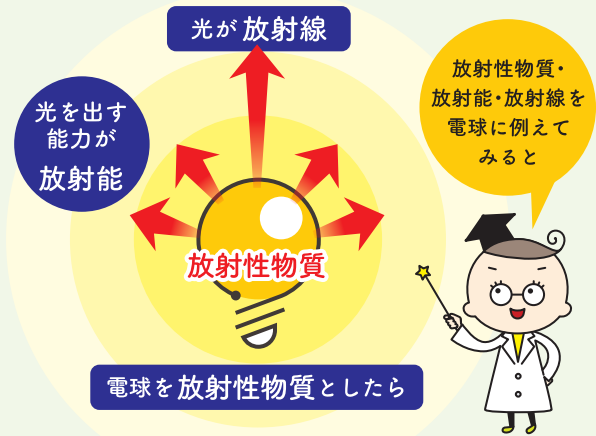 光が放射線
光を出す
能力が
放射能
放射性物質・
放射能・放射線を
電球に例えて
みると
放射性物質
電球を放射性物質としたら